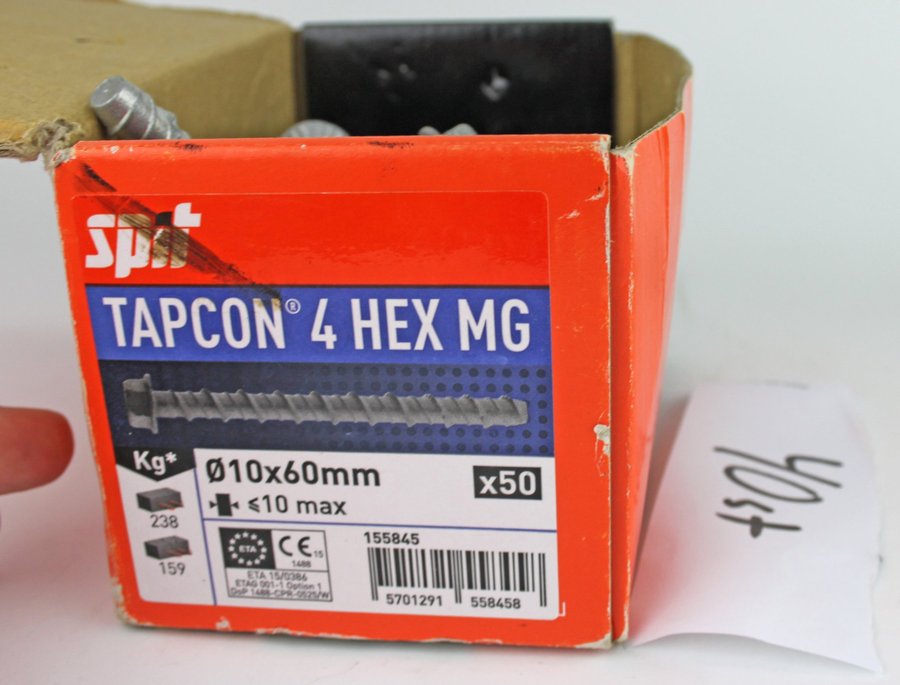 spit
TAPCON® 4 HEX MG
Kg*
Ø10x60mm
x50
≤10 max
238
159
ETA
CE 15
1488
ETA 15/0386
ETAG 001-1 Option 1
DoP 1488-CPR-0525/W
155845
5701291 558458
40st